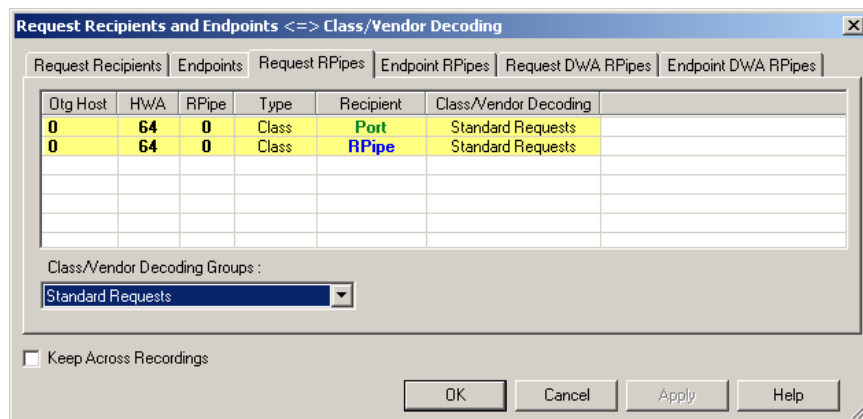 Request Recipients and Endpoints <=> Class/Vendor Decoding
Request Recipients Endpoints Request RPipes Endpoint RPipes Request DWA RPipes Endpoint DWA RPipes
Otg Host HWA RPipe Type Recipient Class/Vendor Decoding
0 64 0 Class Port Standard Requests
0 64 0 Class RPipe Standard Requests
Class/Vendor Decoding Groups :
Standard Requests
Keep Across Recordings
OK Cancel Apply Help